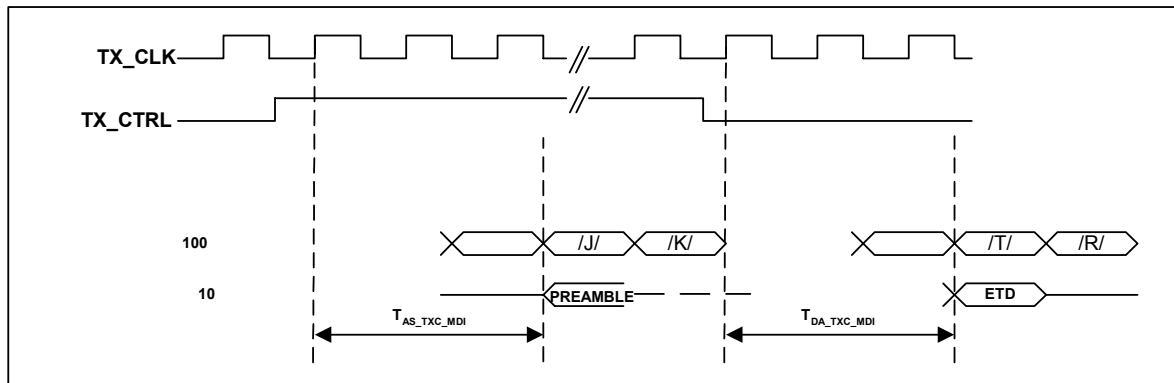 TX_CLK
TX_CTRL
100 /J/ /K/ /T/ /R/
10 PREAMBLE ETD
TAS_TXC_MDI TDA_TXC_MDI